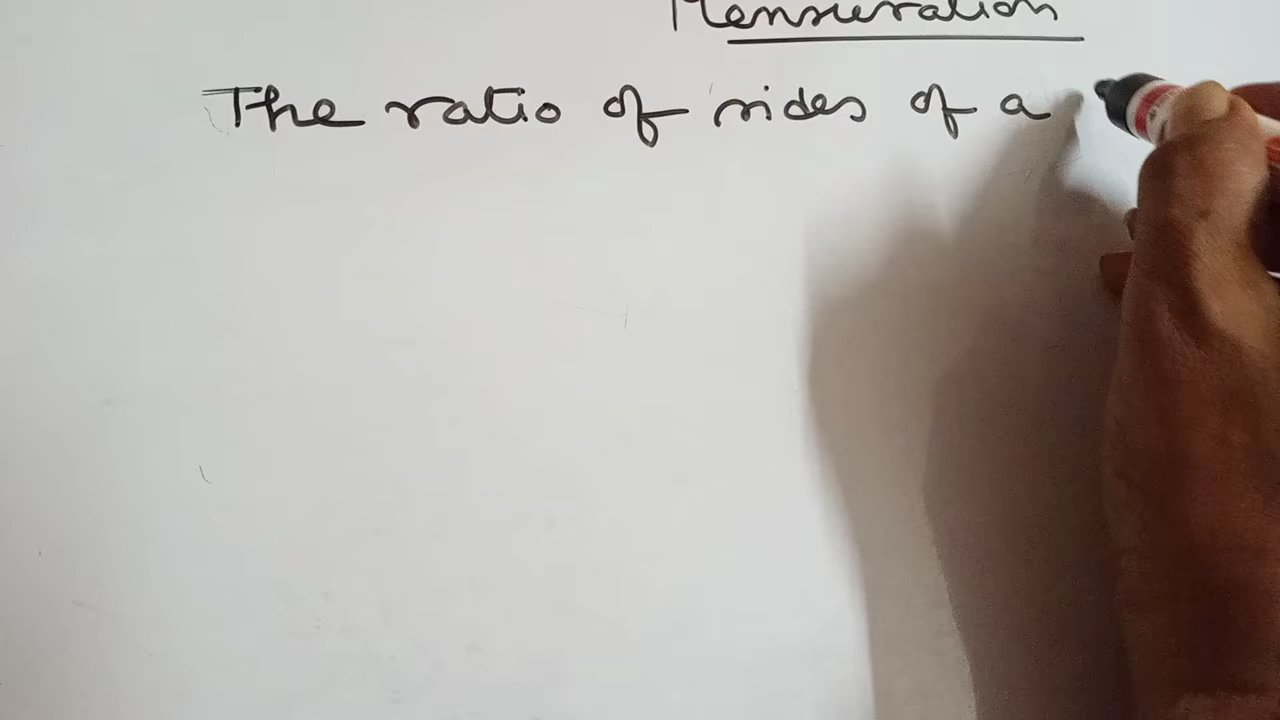 Mensuration
The ratio of sides of a